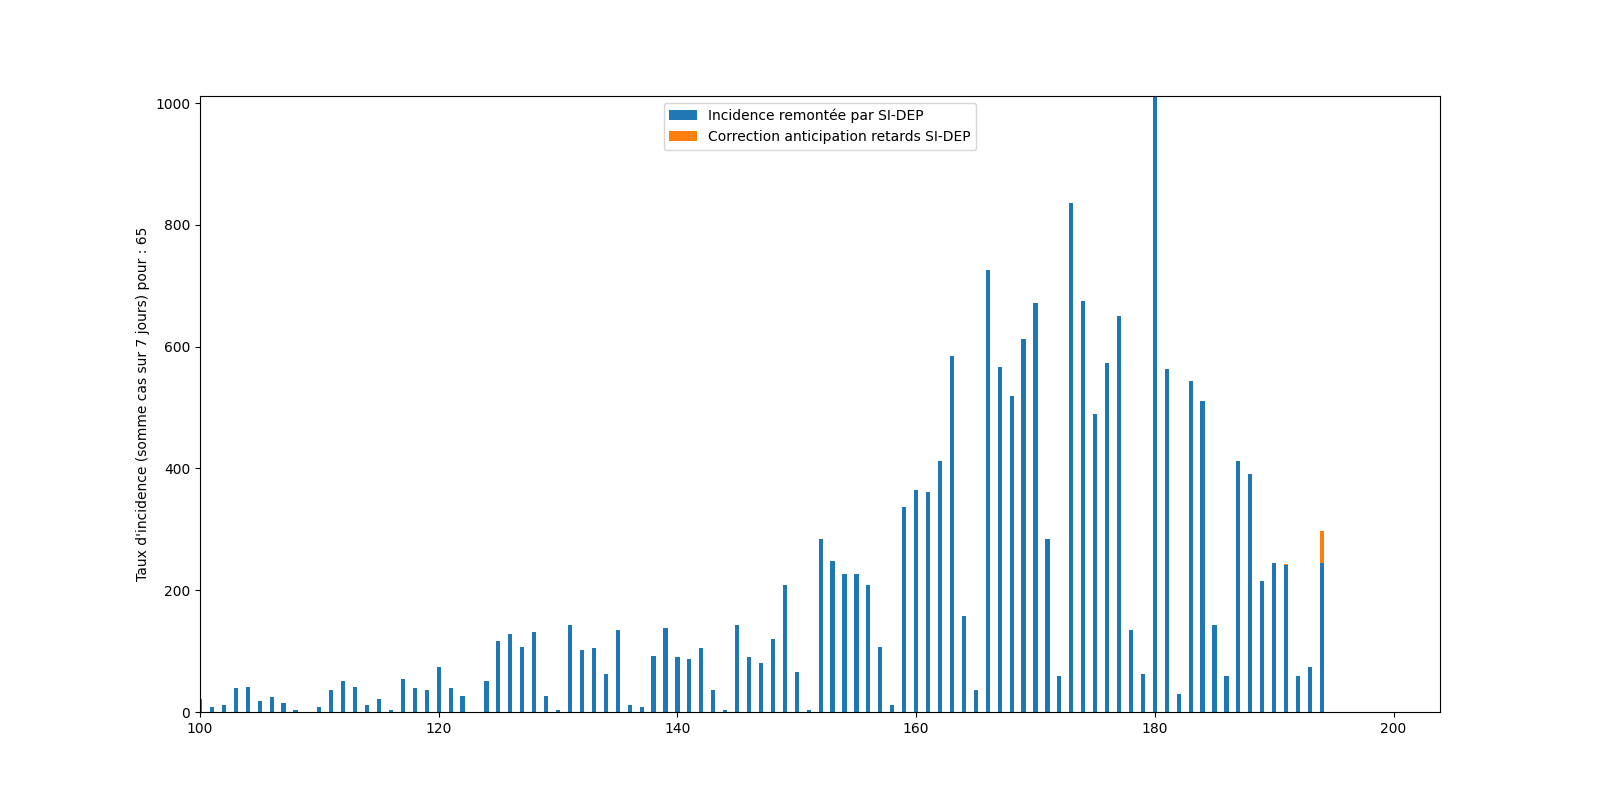 Incidence remontée par SI-DEP
Correction anticipation retards SI-DEP
Taux d'incidence (somme cas sur 7 jours) pour : 65
1000
800
600
400
200
0
100 120 140 160 180 200